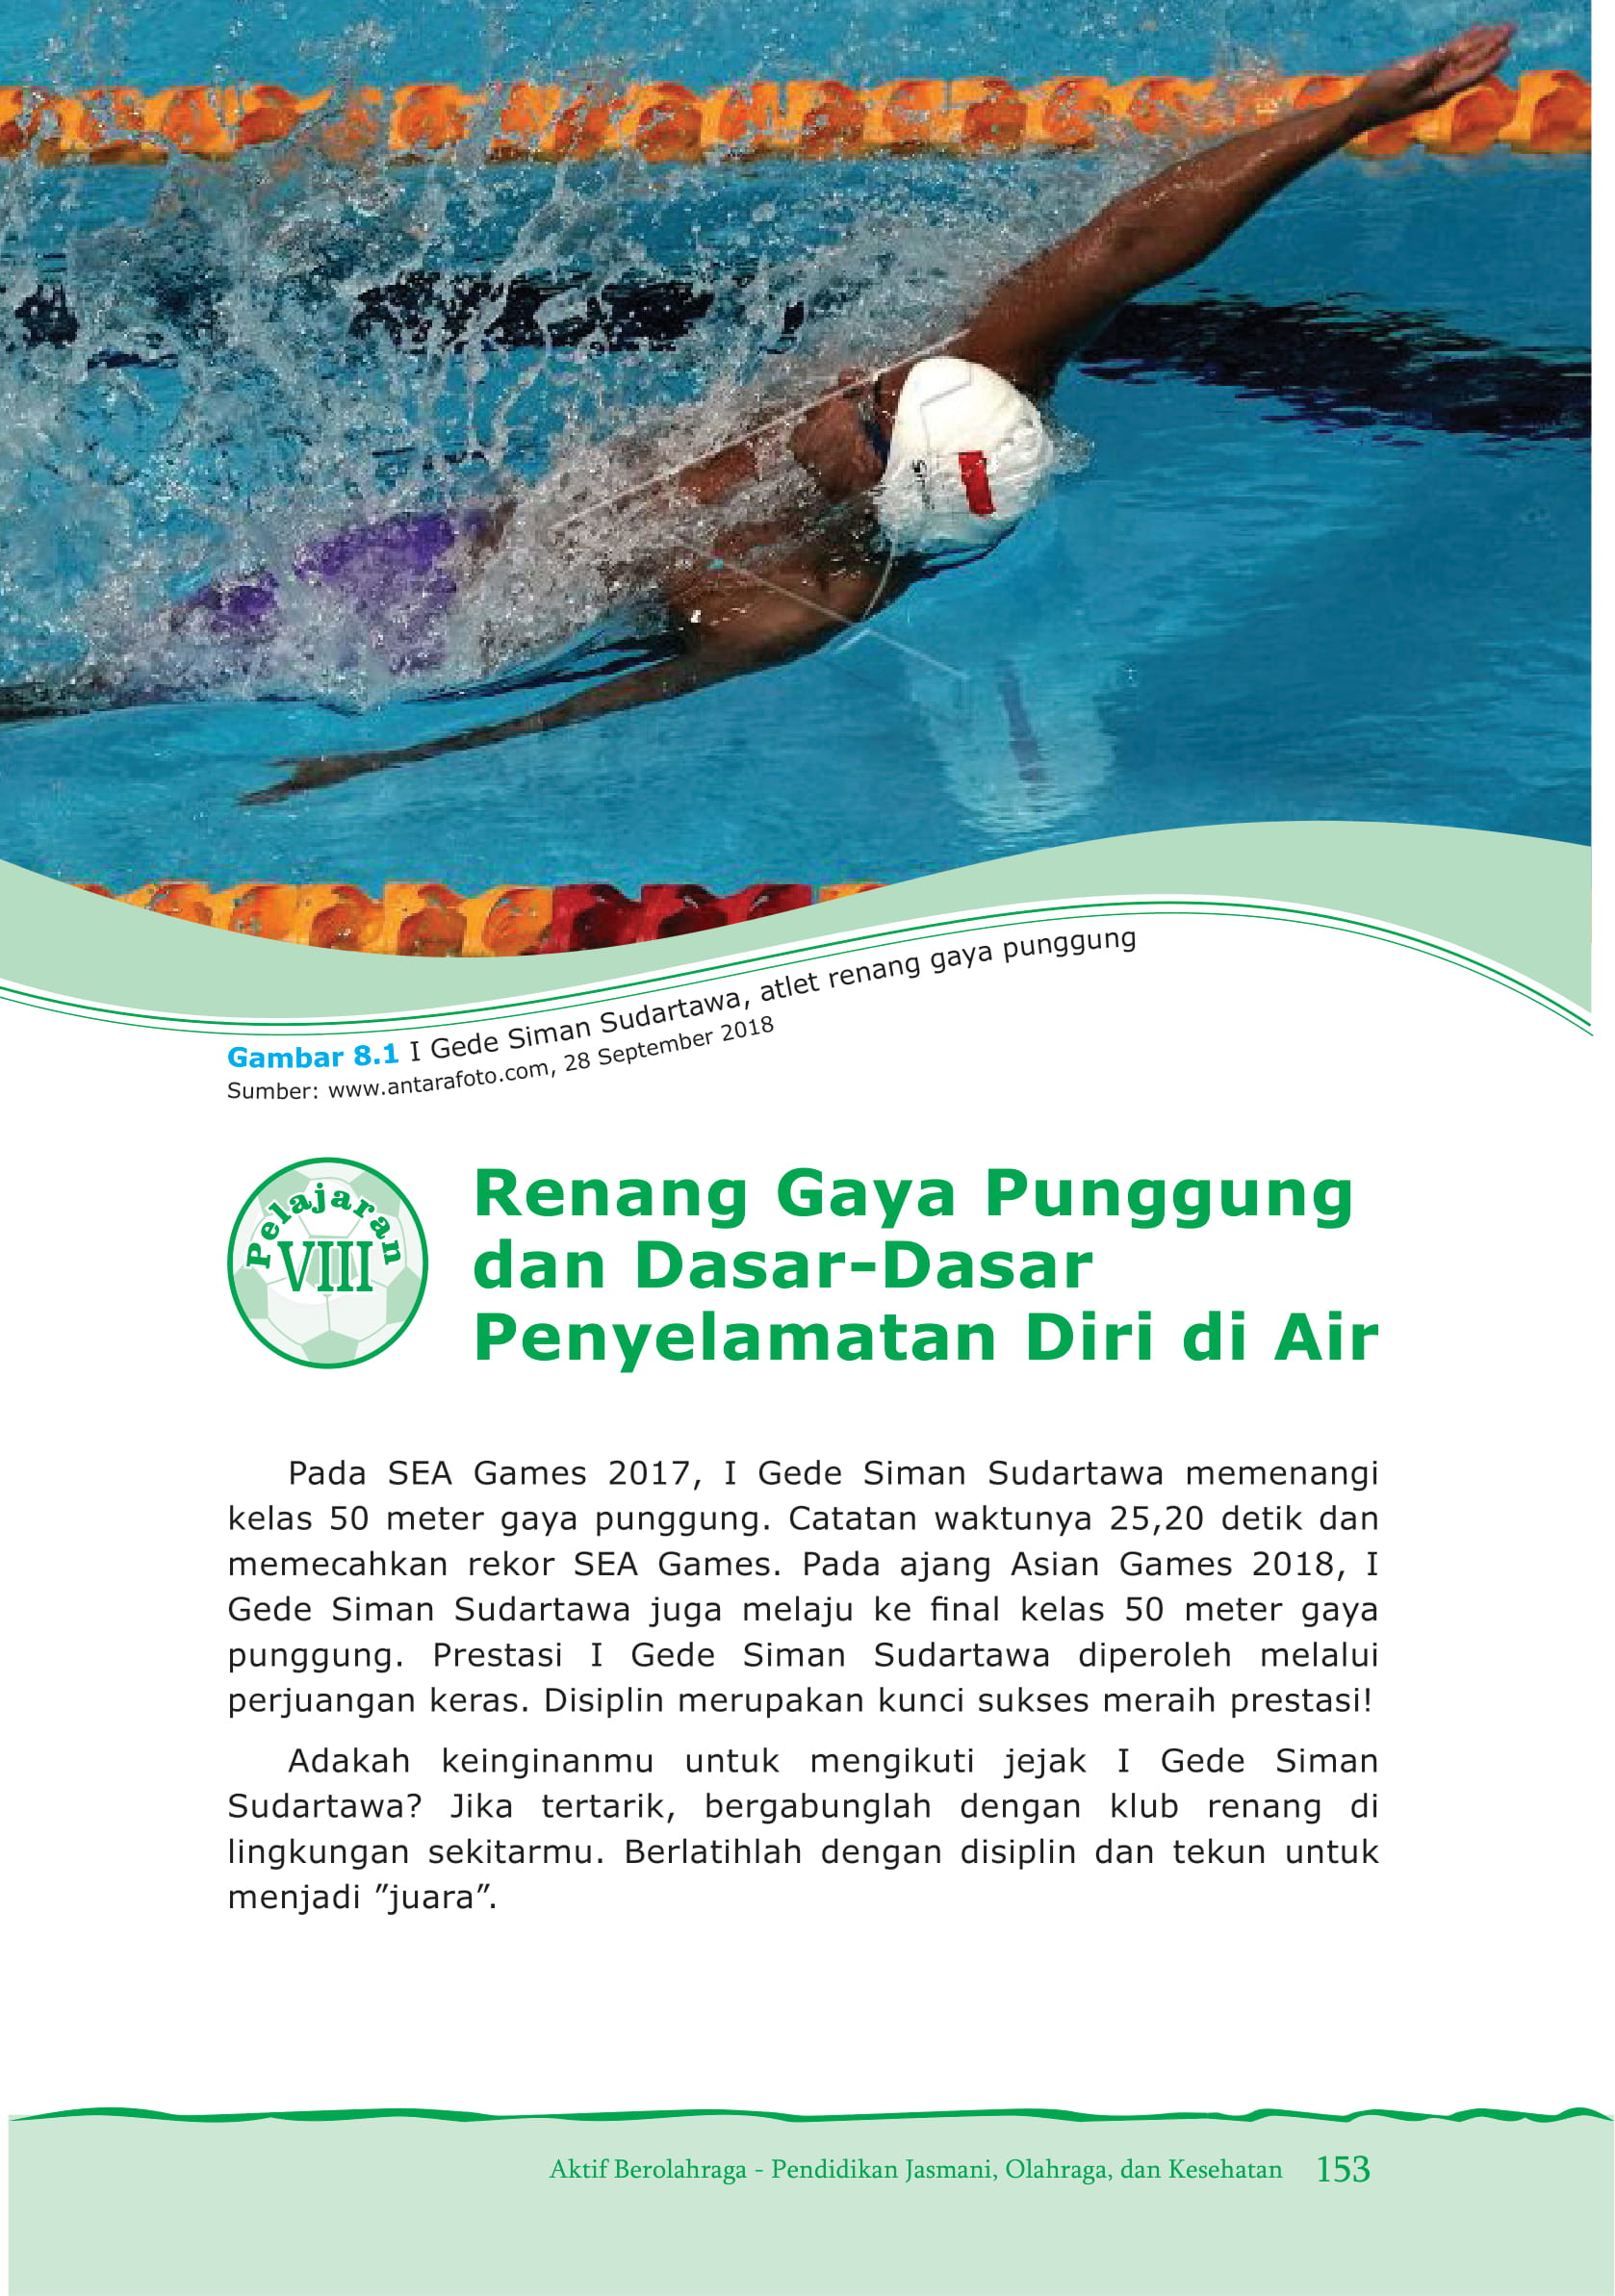 Gambar 8.1 I Gede Siman Sudartawa, atlet renang gaya punggung
Sumber: www.antarafoto.com, 28 September 2018
Pelajaran
VIII
Renang Gaya Punggung
dan Dasar-Dasar
Penyelamatan Diri di Air
Pada SEA Games 2017, I Gede Siman Sudartawa memenangi
kelas 50 meter gaya punggung. Catatan waktunya 25,20 detik dan
memecahkan rekor SEA Games. Pada ajang Asian Games 2018, I
Gede Siman Sudartawa juga melaju ke final kelas 50 meter gaya
punggung. Prestasi I Gede Siman Sudartawa diperoleh melalui
perjuangan keras. Disiplin merupakan kunci sukses meraih prestasi!
Adakah keinginanmu untuk mengikuti jejak I Gede Siman
Sudartawa? Jika tertarik, bergabunglah dengan klub renang di
lingkungan sekitarmu. Berlatihlah dengan disiplin dan tekun untuk
menjadi ”juara”.
Aktif Berolahraga - Pendidikan Jasmani, Olahraga, dan Kesehatan 153